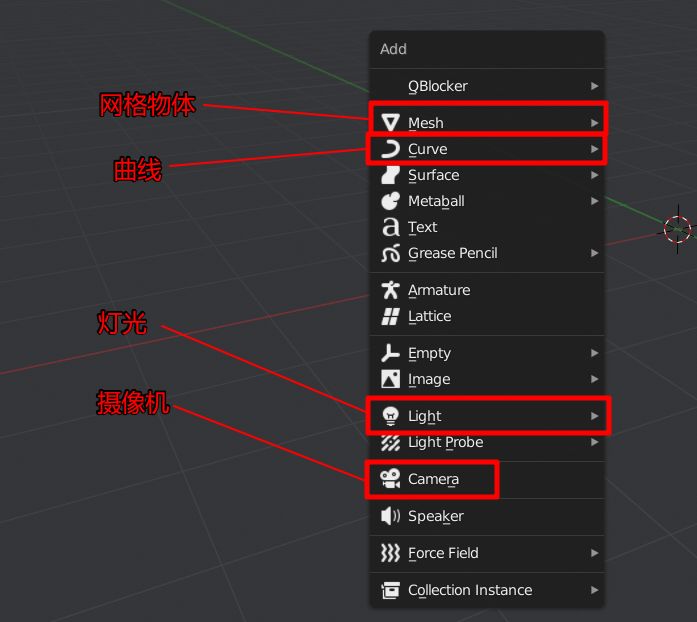 Add
QBlocker
网格物体
Mesh
曲线
Curve
Surface
Metaball
Text
Grease Pencil
Armature
灯光
Lattice
Empty
Image
摄像机
Light
Light Probe
Camera
Speaker
Force Field
Collection Instance